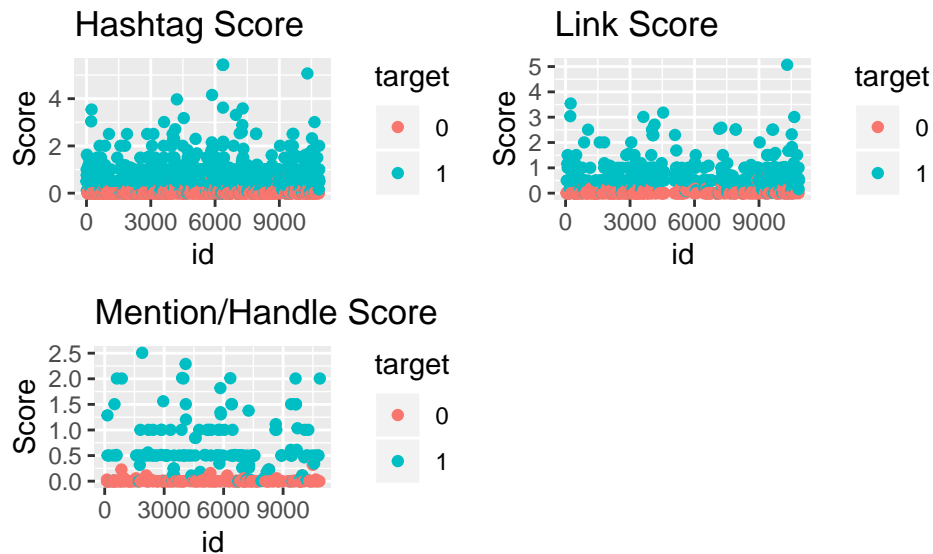 Hashtag Score
Score
4
2
0
0 3000 6000 9000
id
target
0
1
Link Score
Score
5
4
3
2
1
0
0 3000 6000 9000
id
target
0
1
Mention/Handle Score
Score
2.5
2.0
1.5
1.0
0.5
0.0
0 3000 6000 9000
id
target
0
1